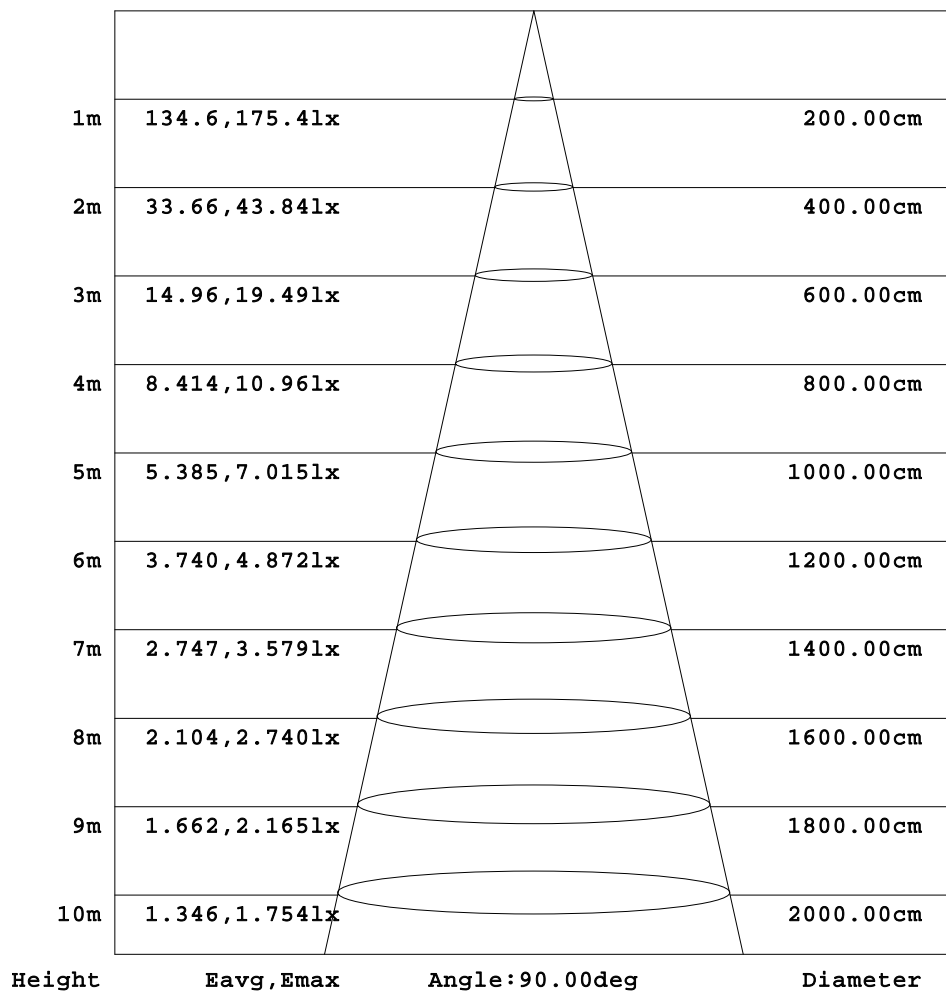 1m 134.6,175.4lx 200.00cm
2m 33.66,43.84lx 400.00cm
3m 14.96,19.49lx 600.00cm
4m 8.414,10.96lx 800.00cm
5m 5.385,7.015lx 1000.00cm
6m 3.740,4.872lx 1200.00cm
7m 2.747,3.579lx 1400.00cm
8m 2.104,2.740lx 1600.00cm
9m 1.662,2.165lx 1800.00cm
10m 1.346,1.754lx 2000.00cm
Height Eavg,Emax Angle:90.00deg Diameter